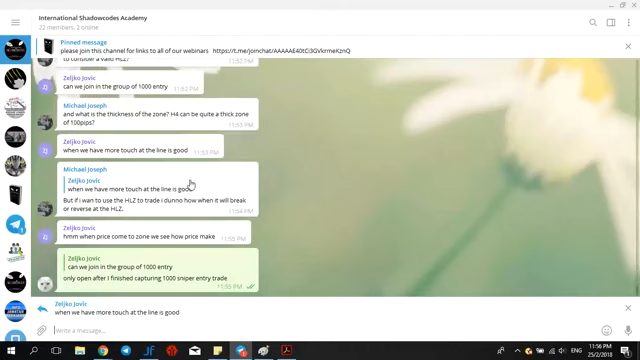 International Shadowcodes Academy
22 members, 2 online
Pinned message
please join this channel for links to all of our webinars https://t.me/joinchat/AAAAAE40tCi3GVkrmeKznQ
to consider a valid HLZ?
11:52 PM
Zeljko Jovic
can we join in the group of 1000 entry
11:52 PM
Michael Joseph
and what is the thickness of the zone? H4 can be quite a thick zone
of 100pips?
11:53 PM
Zeljko Jovic
when we have more touch at the line is good
11:53 PM
Michael Joseph
Zeljko Jovic
when we have more touch at the line is good
But if i wan to use the HLZ to trade i dunno how when it will break
or reverse at the HLZ.
11:54 PM
Zeljko Jovic
hmm when price come to zone we see how price make
11:55 PM
Zeljko Jovic
can we join in the group of 1000 entry
only open after I finished capturing 1000 sniper entry trade
11:55 PM
Zeljko Jovic
when we have more touch at the line is good
Write a message...
ENG
11:56 PM
25/2/2018